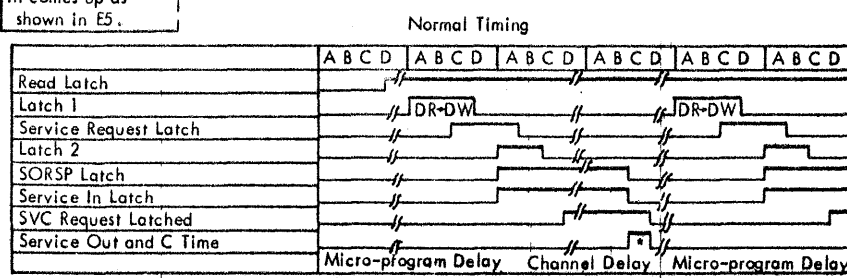 in comes up as
shown in E5.
Normal Timing
A B C D A B C D A B C D A B C D A B C D A B C D
Read Latch
Latch 1 DR→DW DR→DW
Service Request Latch
Latch 2
SORSP Latch
Service In Latch
SVC Request Latched
Service Out and C Time *
Micro-program Delay Channel Delay Micro-program Delay